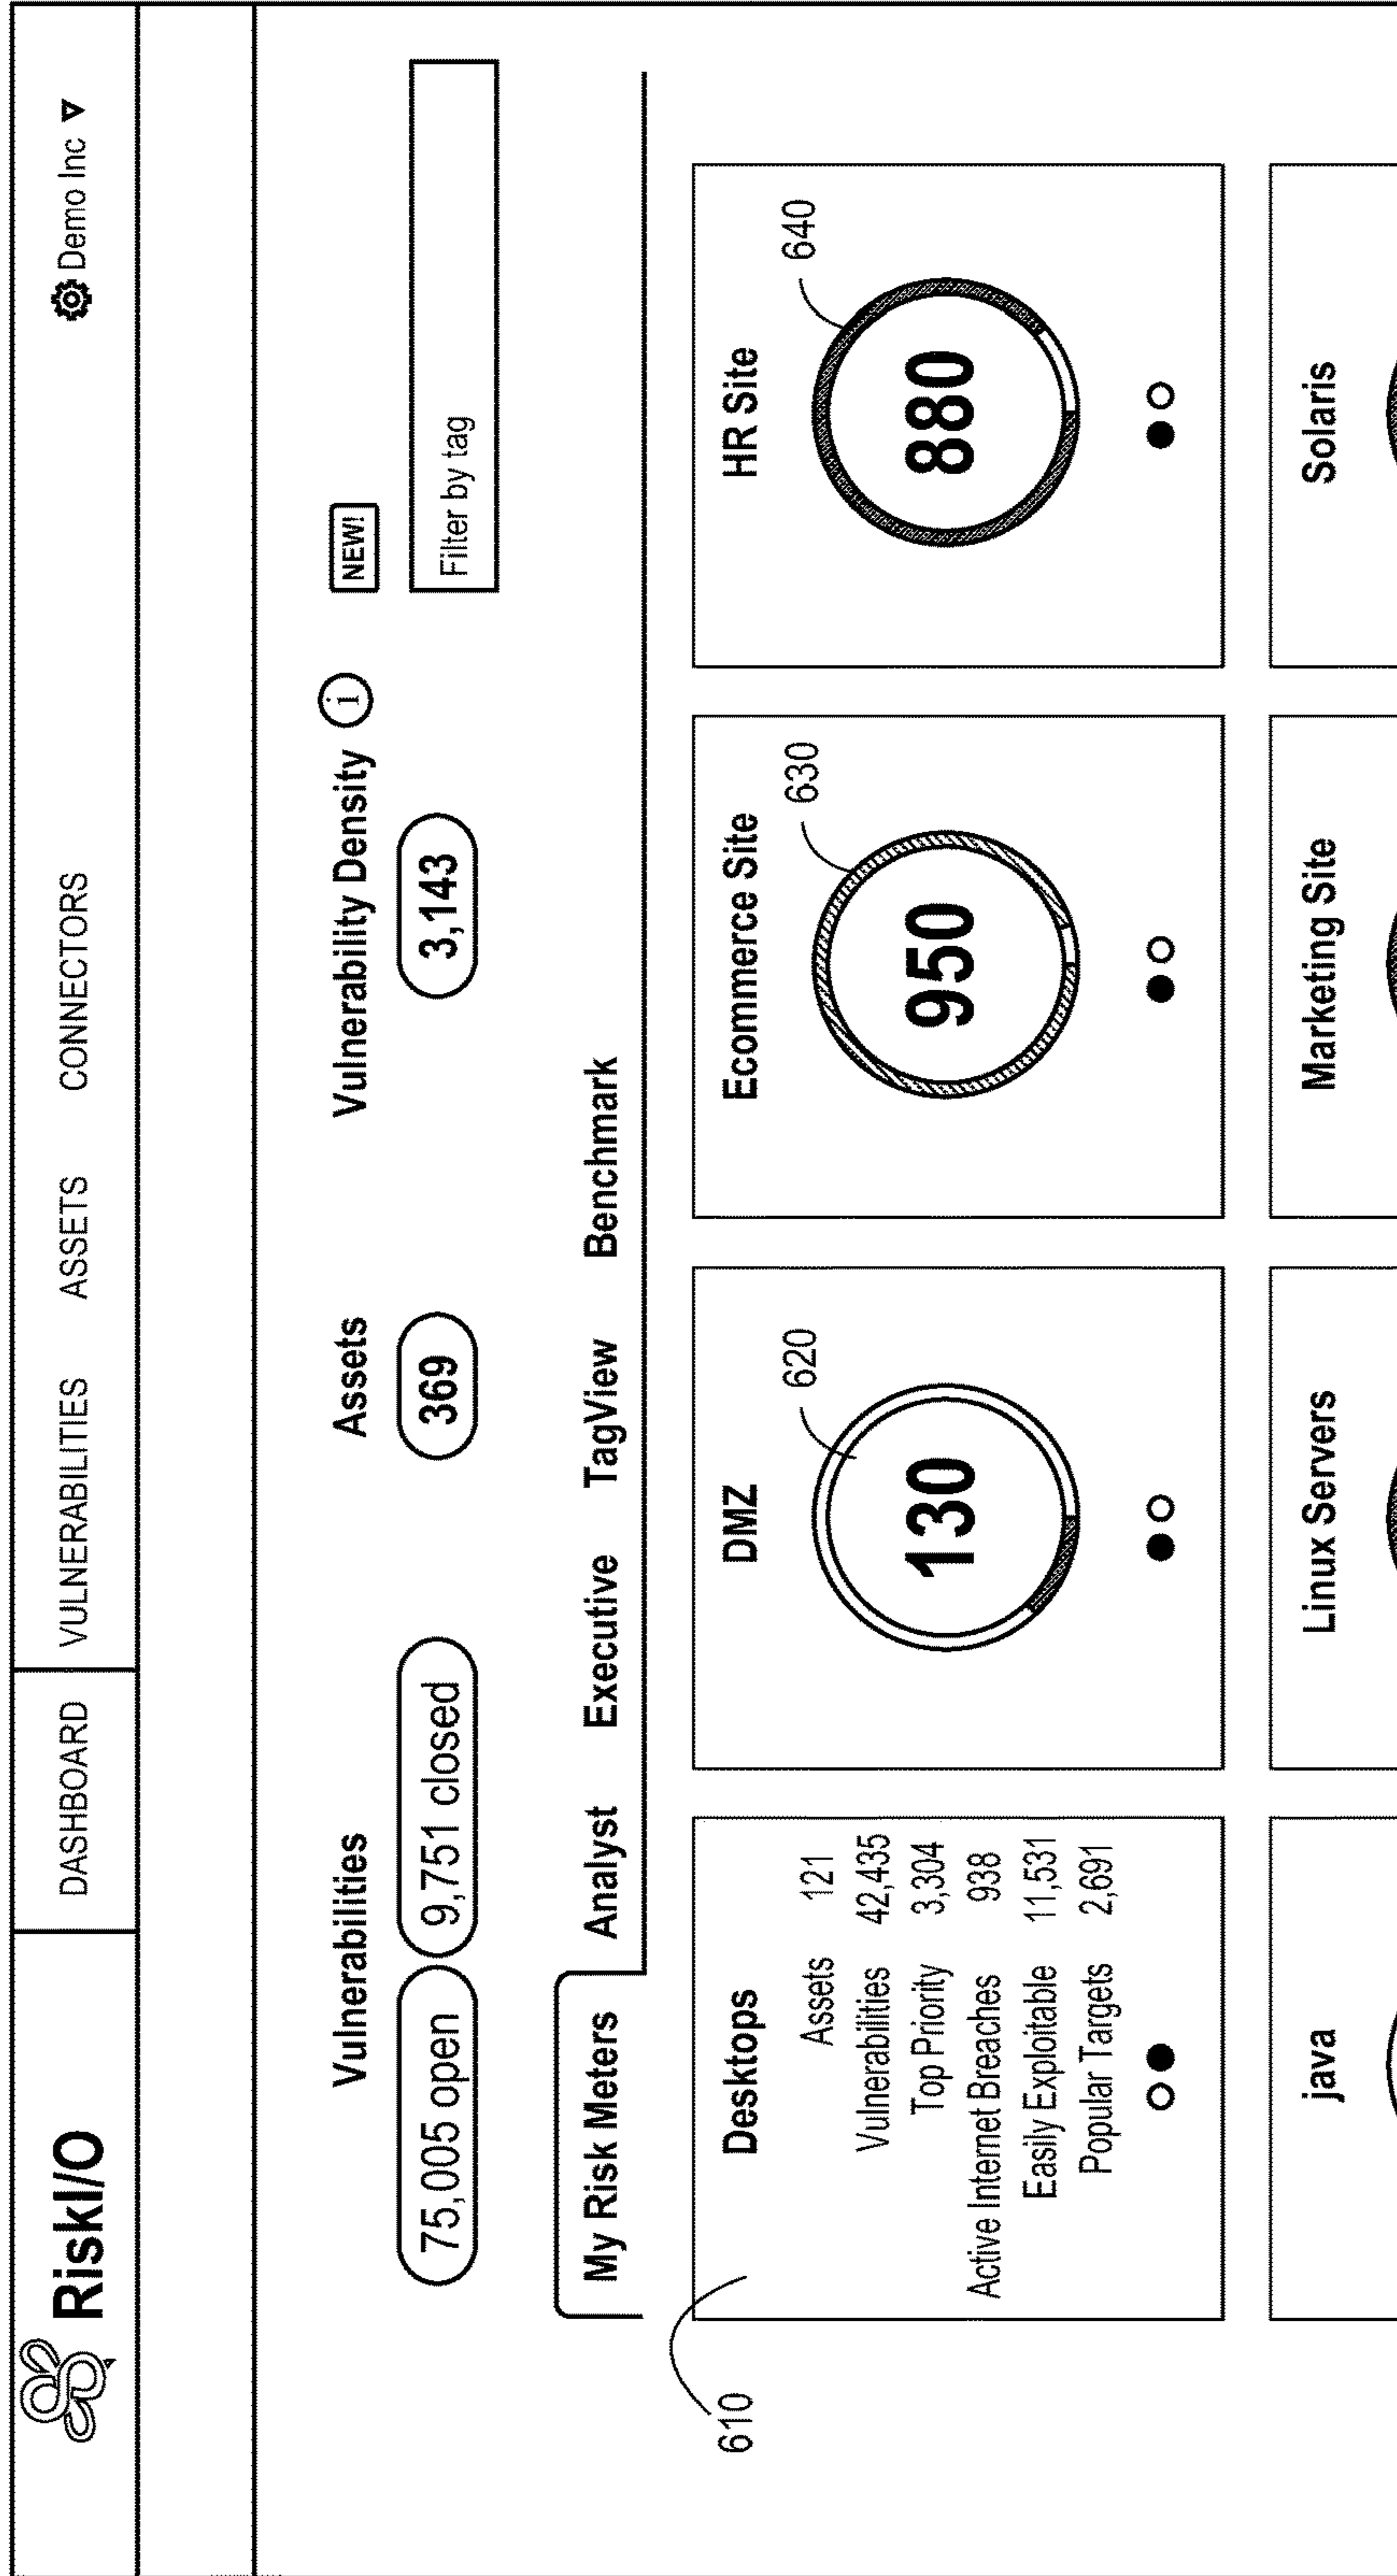 RiskI/O
DASHBOARD VULNERABILITIES ASSETS CONNECTORS Demo Inc
Vulnerabilities Assets Vulnerability Density i NEW!
75,005 open 9,751 closed 369 3,143 Filter by tag
My Risk Meters Analyst Executive TagView Benchmark
610
Desktops
Assets 121
Vulnerabilities 42,435
Top Priority 3,304
Active Internet Breaches 938
Easily Exploitable 11,531
Popular Targets 2,691
DMZ
620
130
Ecommerce Site
630
950
HR Site
640
880
java Linux Servers Marketing Site Solaris